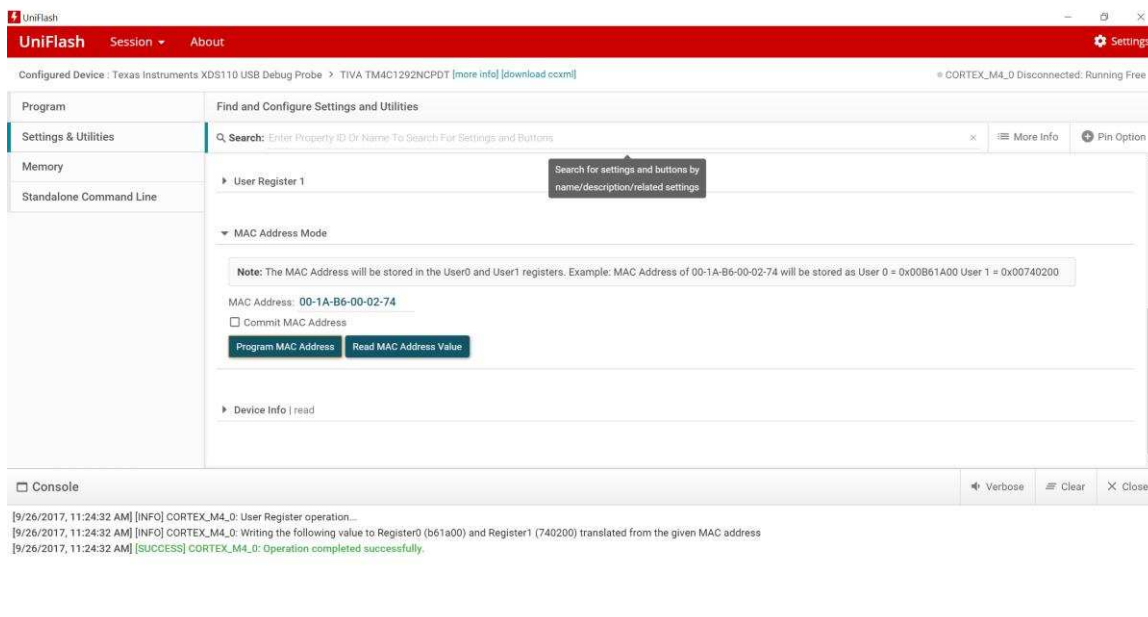 UniFlash
UniFlash Session About Settings
Configured Device : Texas Instruments XDS110 USB Debug Probe > TIVA TM4C1292NCPDT [more info] [download ccxml] CORTEX_M4_0 Disconnected: Running Free
Program
Settings & Utilities
Memory
Standalone Command Line
Find and Configure Settings and Utilities
Search: Enter Property ID Or Name To Search For Settings and Buttons × More Info Pin Option
Search for settings and buttons by
name/description/related settings
User Register 1
MAC Address Mode
Note: The MAC Address will be stored in the User0 and User1 registers. Example: MAC Address of 00-1A-B6-00-02-74 will be stored as User 0 = 0x00B61A00 User 1 = 0x00740200
MAC Address: 00-1A-B6-00-02-74
Commit MAC Address
Program MAC Address Read MAC Address Value
Device Info | read
Console Verbose Clear Close
[9/26/2017, 11:24:32 AM] [INFO] CORTEX_M4_0: User Register operation...
[9/26/2017, 11:24:32 AM] [INFO] CORTEX_M4_0: Writing the following value to Register0 (b61a00) and Register1 (740200) translated from the given MAC address
[9/26/2017, 11:24:32 AM] [SUCCESS] CORTEX_M4_0: Operation completed successfully.